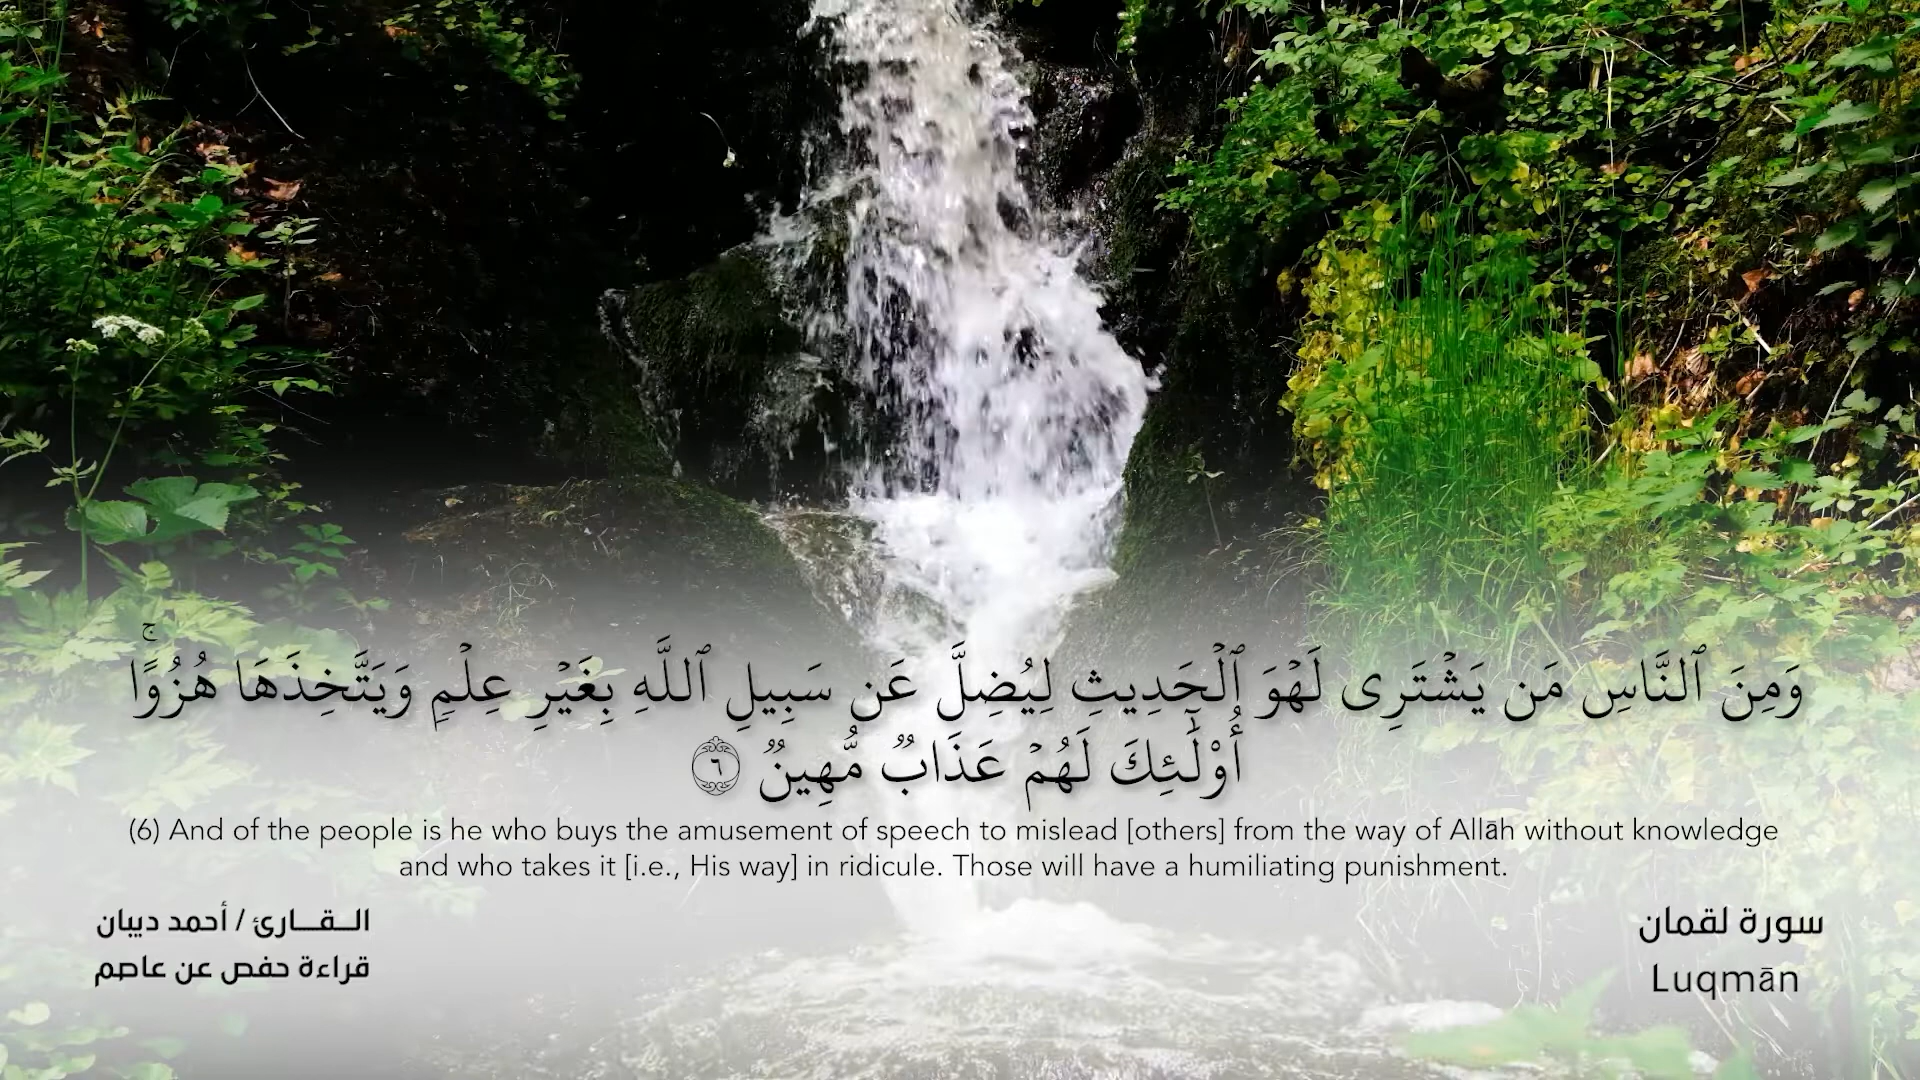 وَمِنَ ٱلنَّاسِ مَن يَشْتَرِى لَهْوَ ٱلْحَدِيثِ لِيُضِلَّ عَن سَبِيلِ ٱللَّهِ بِغَيْرِ عِلْمٍۢ وَيَتَّخِذَهَا هُزُوًا ۚ
أُو۟لَـٰٓئِكَ لَهُمْ عَذَابٌۭ مُّهِينٌۭ ٦
(6) And of the people is he who buys the amusement of speech to mislead [others] from the way of Allāh without knowledge
and who takes it [i.e., His way] in ridicule. Those will have a humiliating punishment.
سورة لقمان
Luqmān
الـقـارئ / أحمد ديبان
قراءة حفص عن عاصم